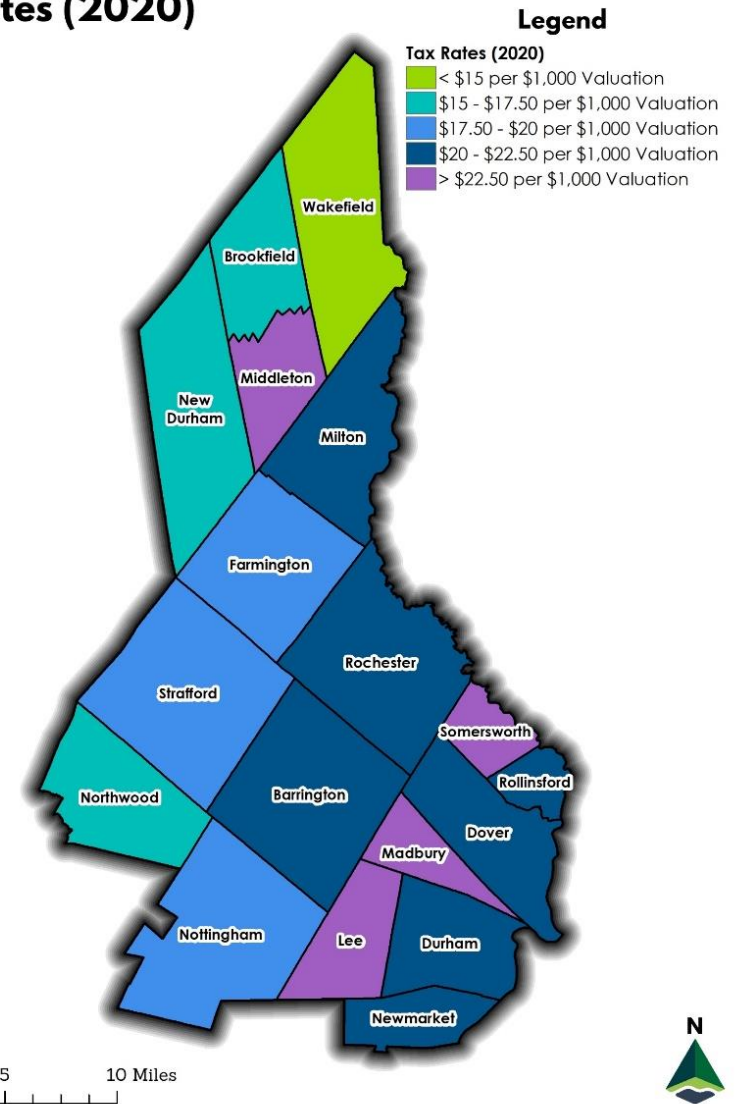 tes (2020)
Legend
Tax Rates (2020)
< $15 per $1,000 Valuation
$15 - $17.50 per $1,000 Valuation
$17.50 - $20 per $1,000 Valuation
$20 - $22.50 per $1,000 Valuation
> $22.50 per $1,000 Valuation
Wakefield
Brookfield
Middleton
New
Durham
Milton
Farmington
Rochester
Strafford
Somersworth
Rollinsford
Northwood
Barrington
Dover
Madbury
Nottingham
Lee
Durham
Newmarket
N
5
10 Miles